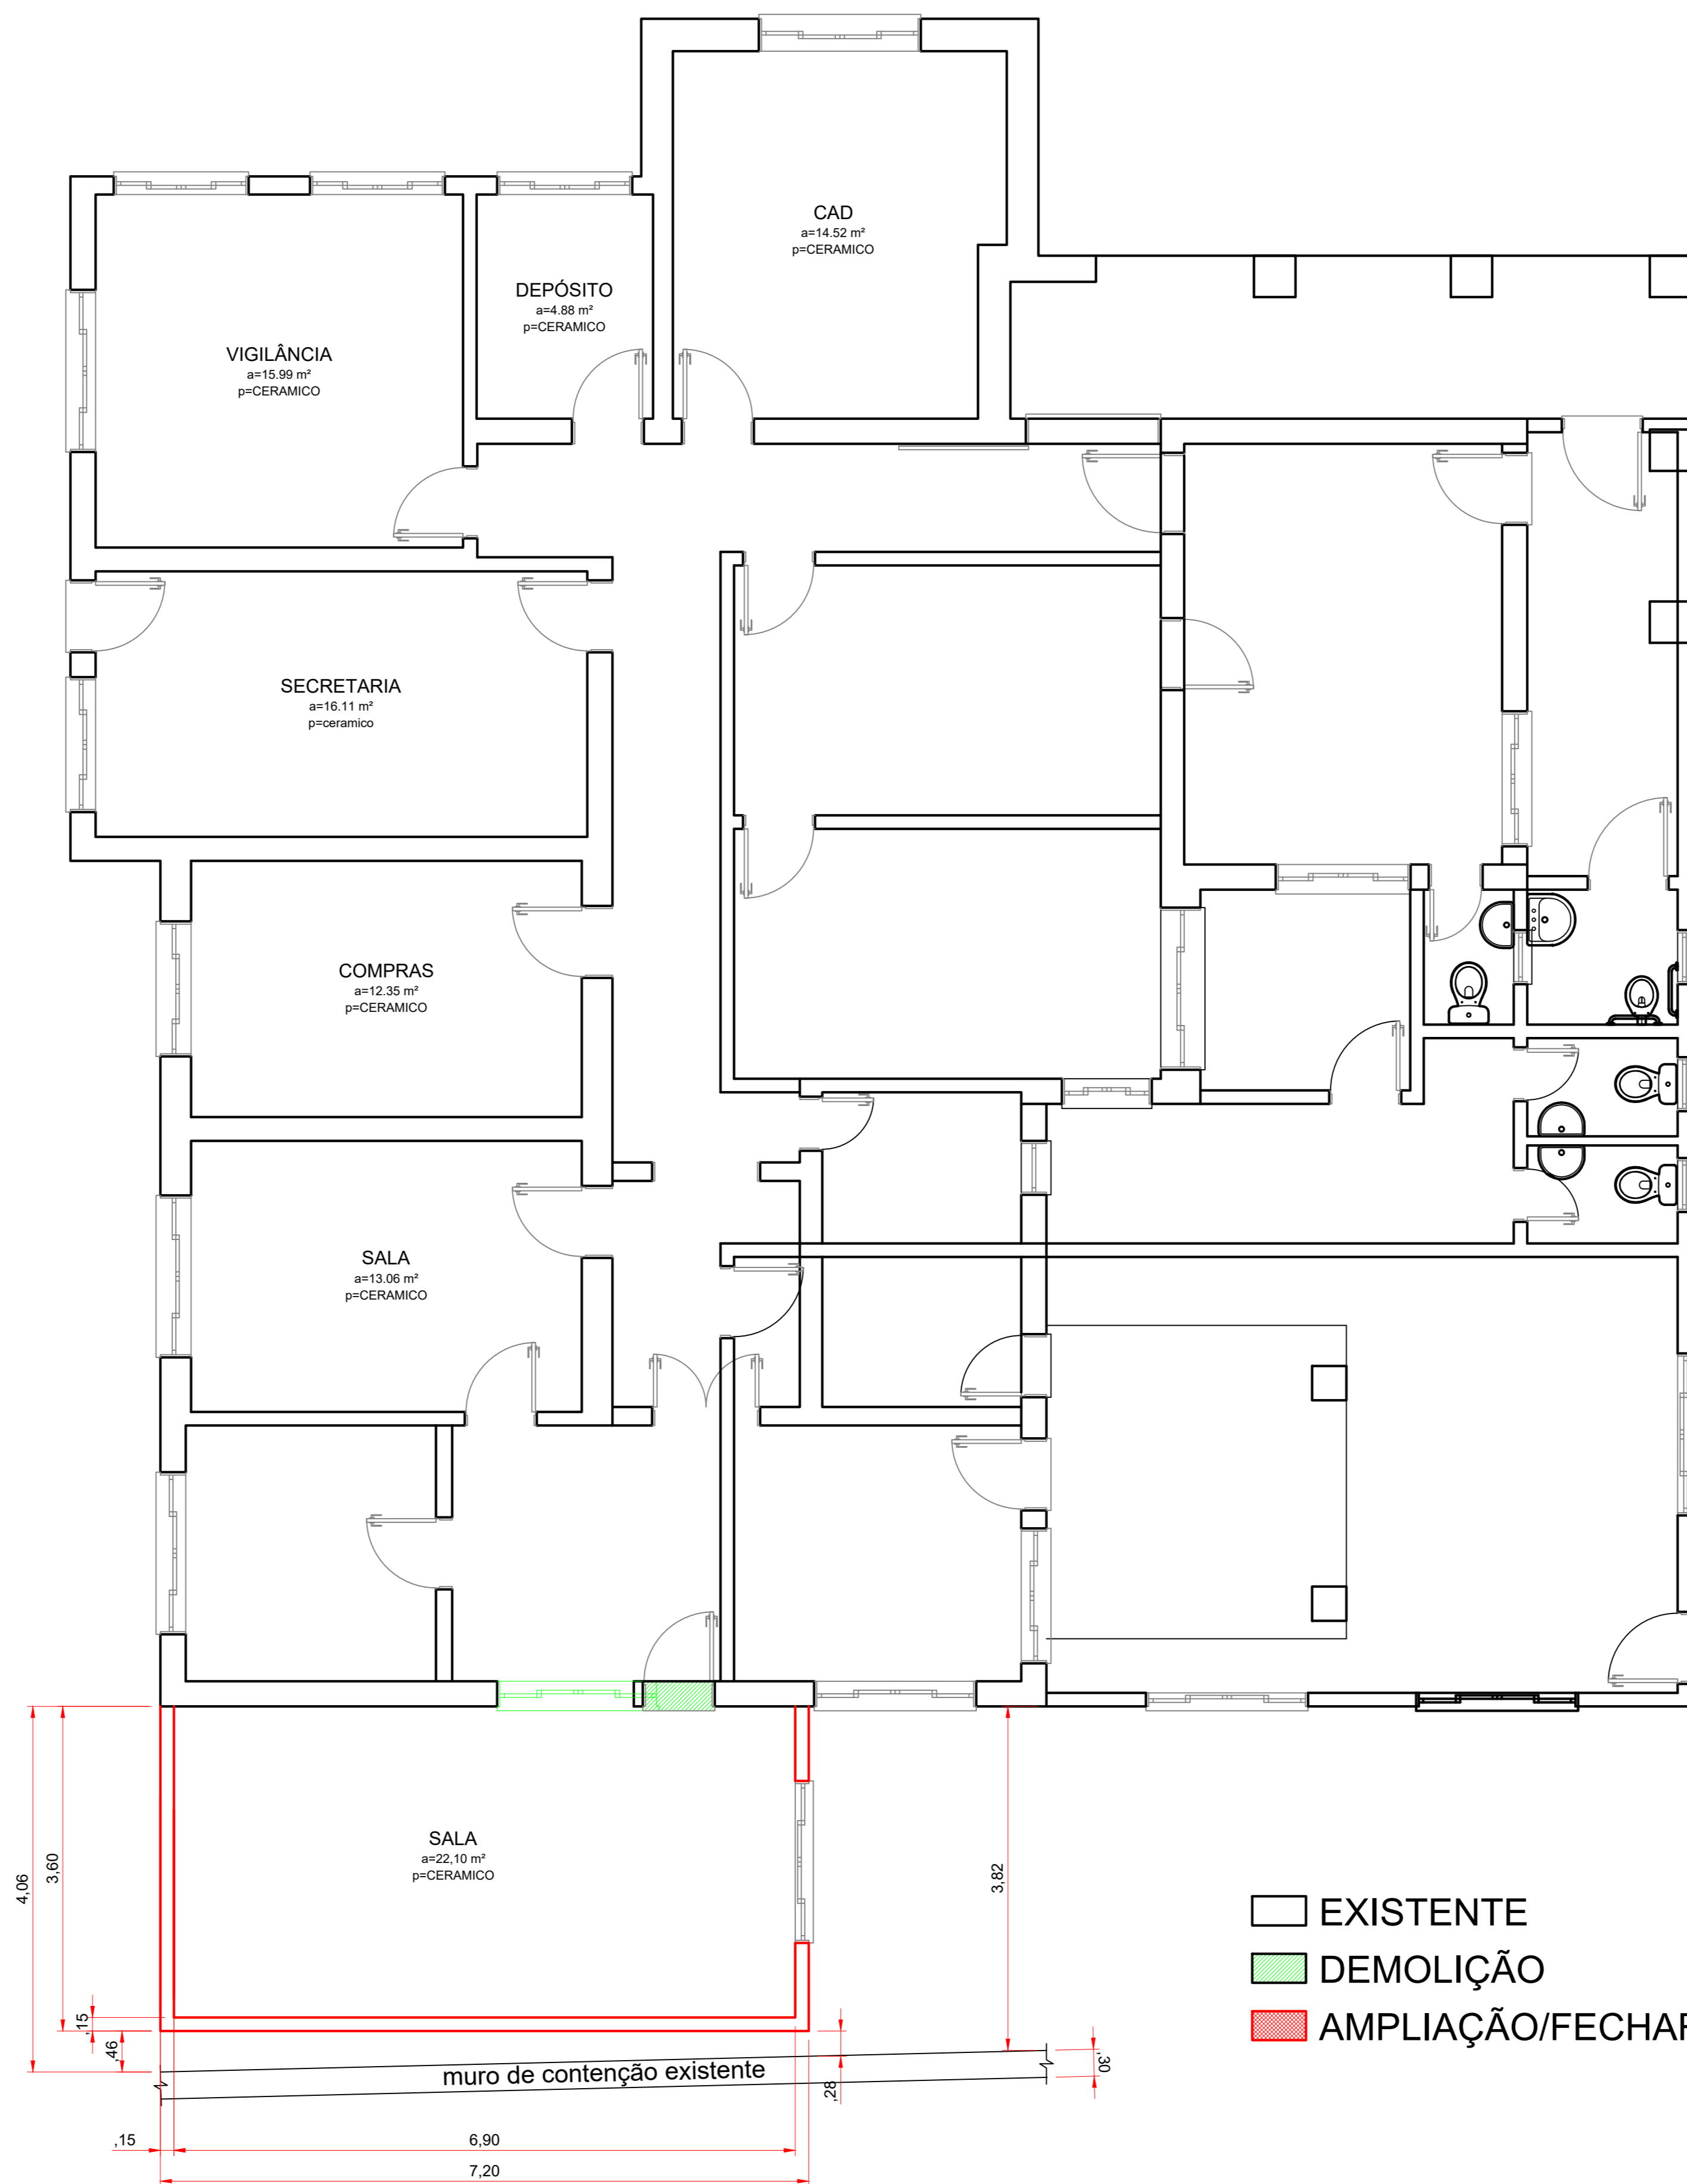 CAD
a=14.52 m²
p=CERAMICO
DEPÓSITO
a=4.88 m²
p=CERAMICO
VIGILÂNCIA
a=15.99 m²
p=CERAMICO
SECRETARIA
a=16.11 m²
p=ceramico
COMPRAS
a=12.35 m²
p=CERAMICO
SALA
a=13.06 m²
p=CERAMICO
SALA
a=22,10 m²
p=CERAMICO
4,06
3,60
3,82
,15
,46
,28
,30
EXISTENTE
DEMOLIÇÃO
AMPLIAÇÃO/FECHAR
muro de contenção existente
,15
6,90
7,20